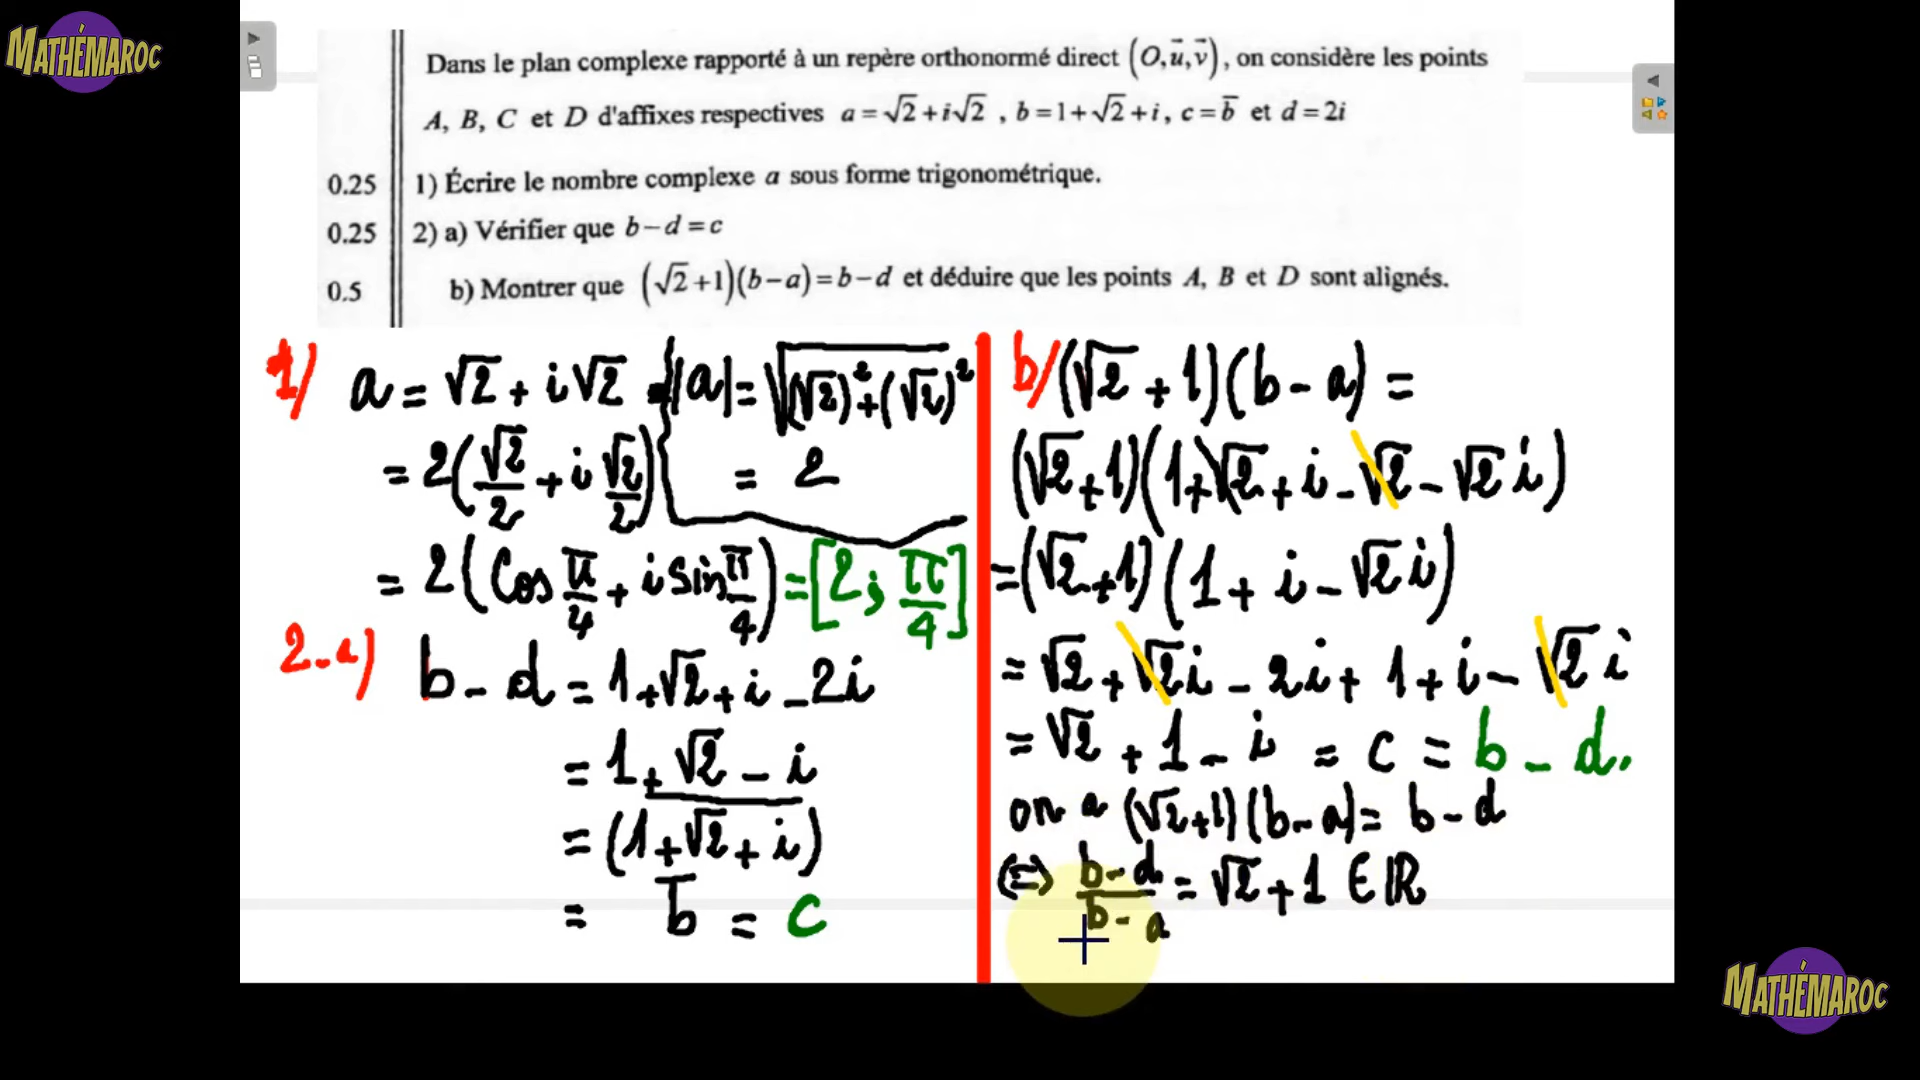 MATHÉMAROC
Dans le plan complexe rapporté à un repère orthonormé direct (O,u⃗,v⃗), on considère les points
A, B, C et D d'affixes respectives a=√2+i√2 , b=1+√2+i, c=b̅ et d=2i
0.25 1) Écrire le nombre complexe a sous forme trigonométrique.
0.25 2) a) Vérifier que b−d=c
0.5 b) Montrer que (√2+1)(b−a)=b−d et déduire que les points A, B et D sont alignés.
1/ a = √2 + i√2
|a| = √((√2)²+(√2)²)
= 2(√2/2 + i √2/2)
= 2
= 2(Cos π/4 + i sin π/4) = [2; π/4]
2-a) b - d = 1+√2+i - 2i
= 1+√2 - i
= (1+√2+i)̅
= b̅ = c
b/ (√2+1)(b-a) =
(√2+1)(1+√2+i-√2-√2i)
= (√2+1)(1+i-√2i)
= √2+√2i-2i+1+i-√2i
= √2+1-i = c = b-d.
on a (√2+1)(b-a) = b-d
⇔ (b-d)/(b-a) = √2+1 ∈ ℝ
MATHÉMAROC